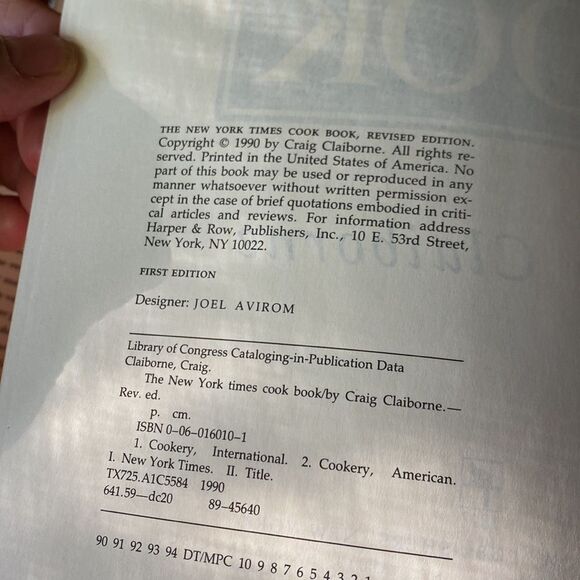 THE NEW YORK TIMES COOK BOOK, REVISED EDITION.
Copyright © 1990 by Craig Claiborne. All rights re-
served. Printed in the United States of America. No
part of this book may be used or reproduced in any
manner whatsoever without written permission ex-
cept in the case of brief quotations embodied in criti-
cal articles and reviews. For information address
Harper & Row, Publishers, Inc., 10 E. 53rd Street,
New York, NY 10022.
FIRST EDITION
Designer: JOEL AVIROM
Library of Congress Cataloging-in-Publication Data
Claiborne, Craig.
The New York times cook book/by Craig Claiborne.—
Rev. ed.
p. cm.
ISBN 0-06-016010-1
1. Cookery, International. 2. Cookery, American.
I. New York Times. II. Title.
TX725.A1C5584 1990
641.59—dc20 89-45640
90 91 92 93 94 DT/MPC 10 9 8 7 6 5 4 3 2 1